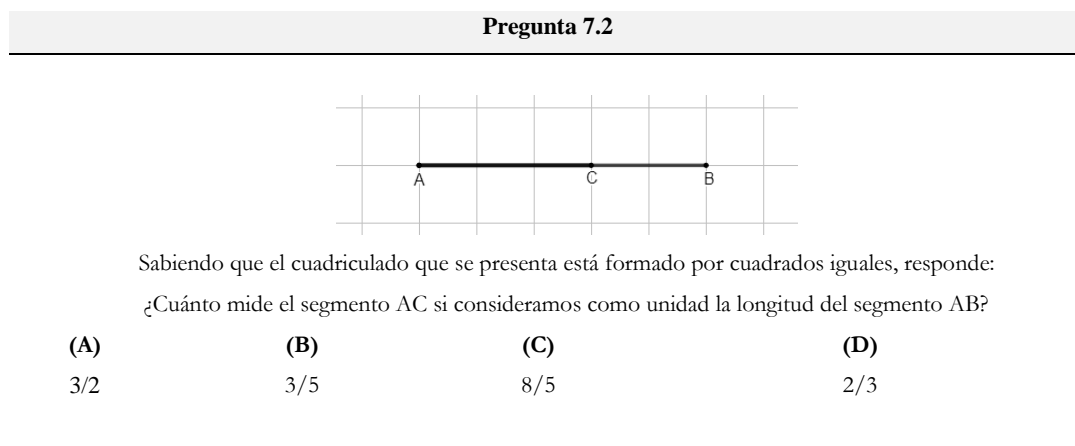 Pregunta 7.2
A C B
Sabiendo que el cuadriculado que se presenta está formado por cuadrados iguales, responde:
¿Cuánto mide el segmento AC si consideramos como unidad la longitud del segmento AB?
(A) (B) (C) (D)
3/2 3/5 8/5 2/3